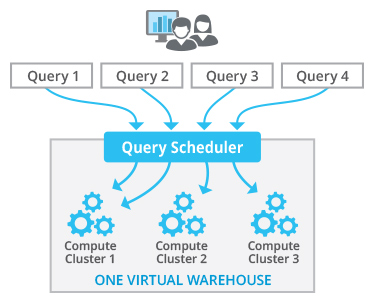 Query 1
Query 2
Query 3
Query 4
Query Scheduler
Compute
Cluster 1
Compute
Cluster 2
Compute
Cluster 3
ONE VIRTUAL WAREHOUSE